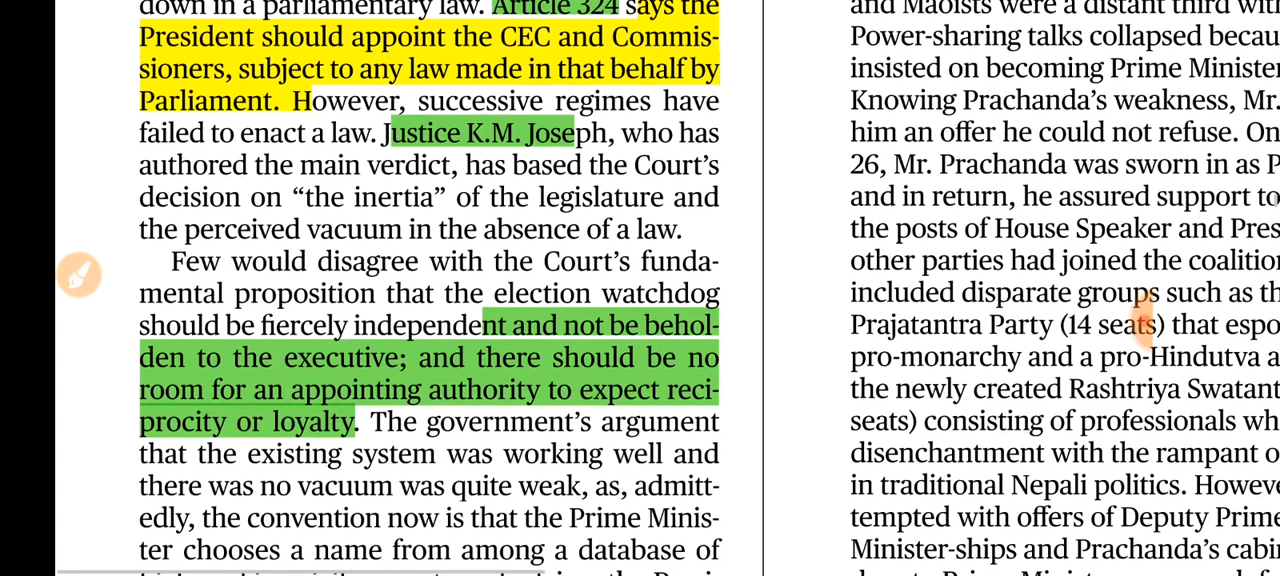 down in a parliamentary law. Article 324 says the
President should appoint the CEC and Commis-
sioners, subject to any law made in that behalf by
Parliament. However, successive regimes have
failed to enact a law. Justice K.M. Joseph, who has
authored the main verdict, has based the Court's
decision on “the inertia” of the legislature and
the perceived vacuum in the absence of a law.
Few would disagree with the Court's funda-
mental proposition that the election watchdog
should be fiercely independent and not be behol-
den to the executive; and there should be no
room for an appointing authority to expect reci-
procity or loyalty. The government's argument
that the existing system was working well and
there was no vacuum was quite weak, as, admitt-
edly, the convention now is that the Prime Minis-
ter chooses a name from among a database of
and Maoists were a distant third with
Power-sharing talks collapsed becau
insisted on becoming Prime Minister
Knowing Prachanda's weakness, Mr.
him an offer he could not refuse. On
26, Mr. Prachanda was sworn in as P
and in return, he assured support to
the posts of House Speaker and Pres
other parties had joined the coalition
included disparate groups such as th
Prajatantra Party (14 seats) that espo
pro-monarchy and a pro-Hindutva a
the newly created Rashtriya Swatant
seats) consisting of professionals wh
disenchantment with the rampant o
in traditional Nepali politics. Howeve
tempted with offers of Deputy Prime
Minister-ships and Prachanda's cabin